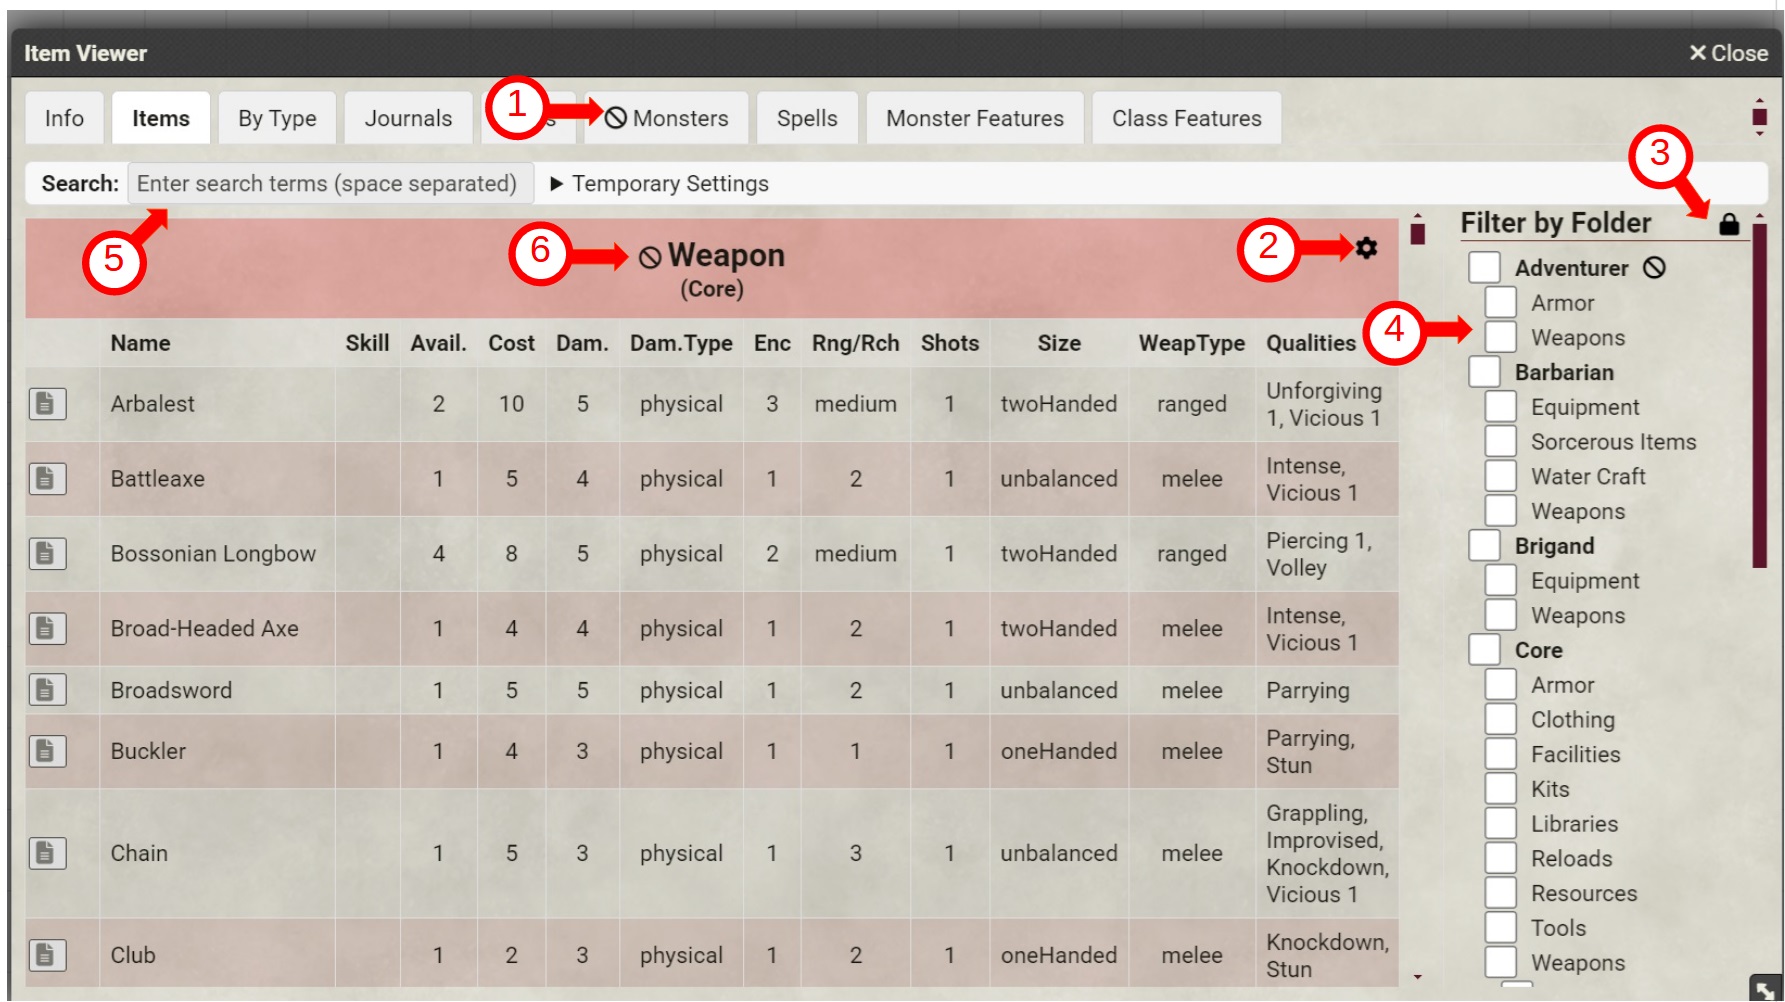 Item Viewer
Close
Info
Items
By Type
Journals
Monsters
Spells
Monster Features
Class Features
1
Search:
Enter search terms (space separated)
Temporary Settings
3
5
6
Weapon
(Core)
2
Filter by Folder
Name Skill Avail. Cost Dam. Dam.Type Enc Rng/Rch Shots Size WeapType Qualities
4
Arbalest 2 10 5 physical 3 medium 1 twoHanded ranged Unforgiving
1, Vicious 1
Battleaxe 1 5 4 physical 1 2 1 unbalanced melee Intense,
Vicious 1
Bossonian Longbow 4 8 5 physical 2 medium 1 twoHanded ranged Piercing 1,
Volley
Broad-Headed Axe 1 4 4 physical 1 2 1 twoHanded melee Intense,
Vicious 1
Broadsword 1 5 5 physical 1 2 1 unbalanced melee Parrying
Buckler 1 4 3 physical 1 1 1 oneHanded melee Parrying,
Stun
Chain 1 5 3 physical 1 3 1 unbalanced melee Grappling,
Improvised,
Knockdown,
Vicious 1
Club 1 2 3 physical 1 2 1 oneHanded melee Knockdown,
Stun
Adventurer
Armor
Weapons
Barbarian
Equipment
Sorcerous Items
Water Craft
Weapons
Brigand
Equipment
Weapons
Core
Armor
Clothing
Facilities
Kits
Libraries
Reloads
Resources
Tools
Weapons